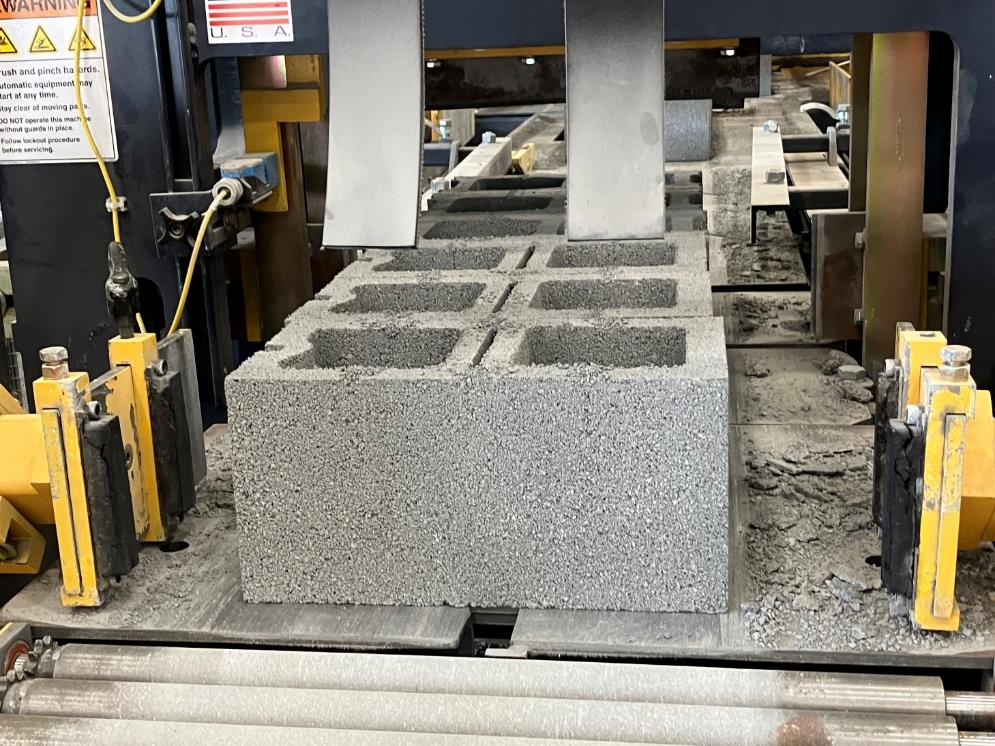 WARNING
U. S. A.
rush and pinch hazards.
utomatic equipment may
tart at any time.
tay clear of moving parts.
DO NOT operate this machine
without guards in place.
Follow lockout procedure
before servicing.